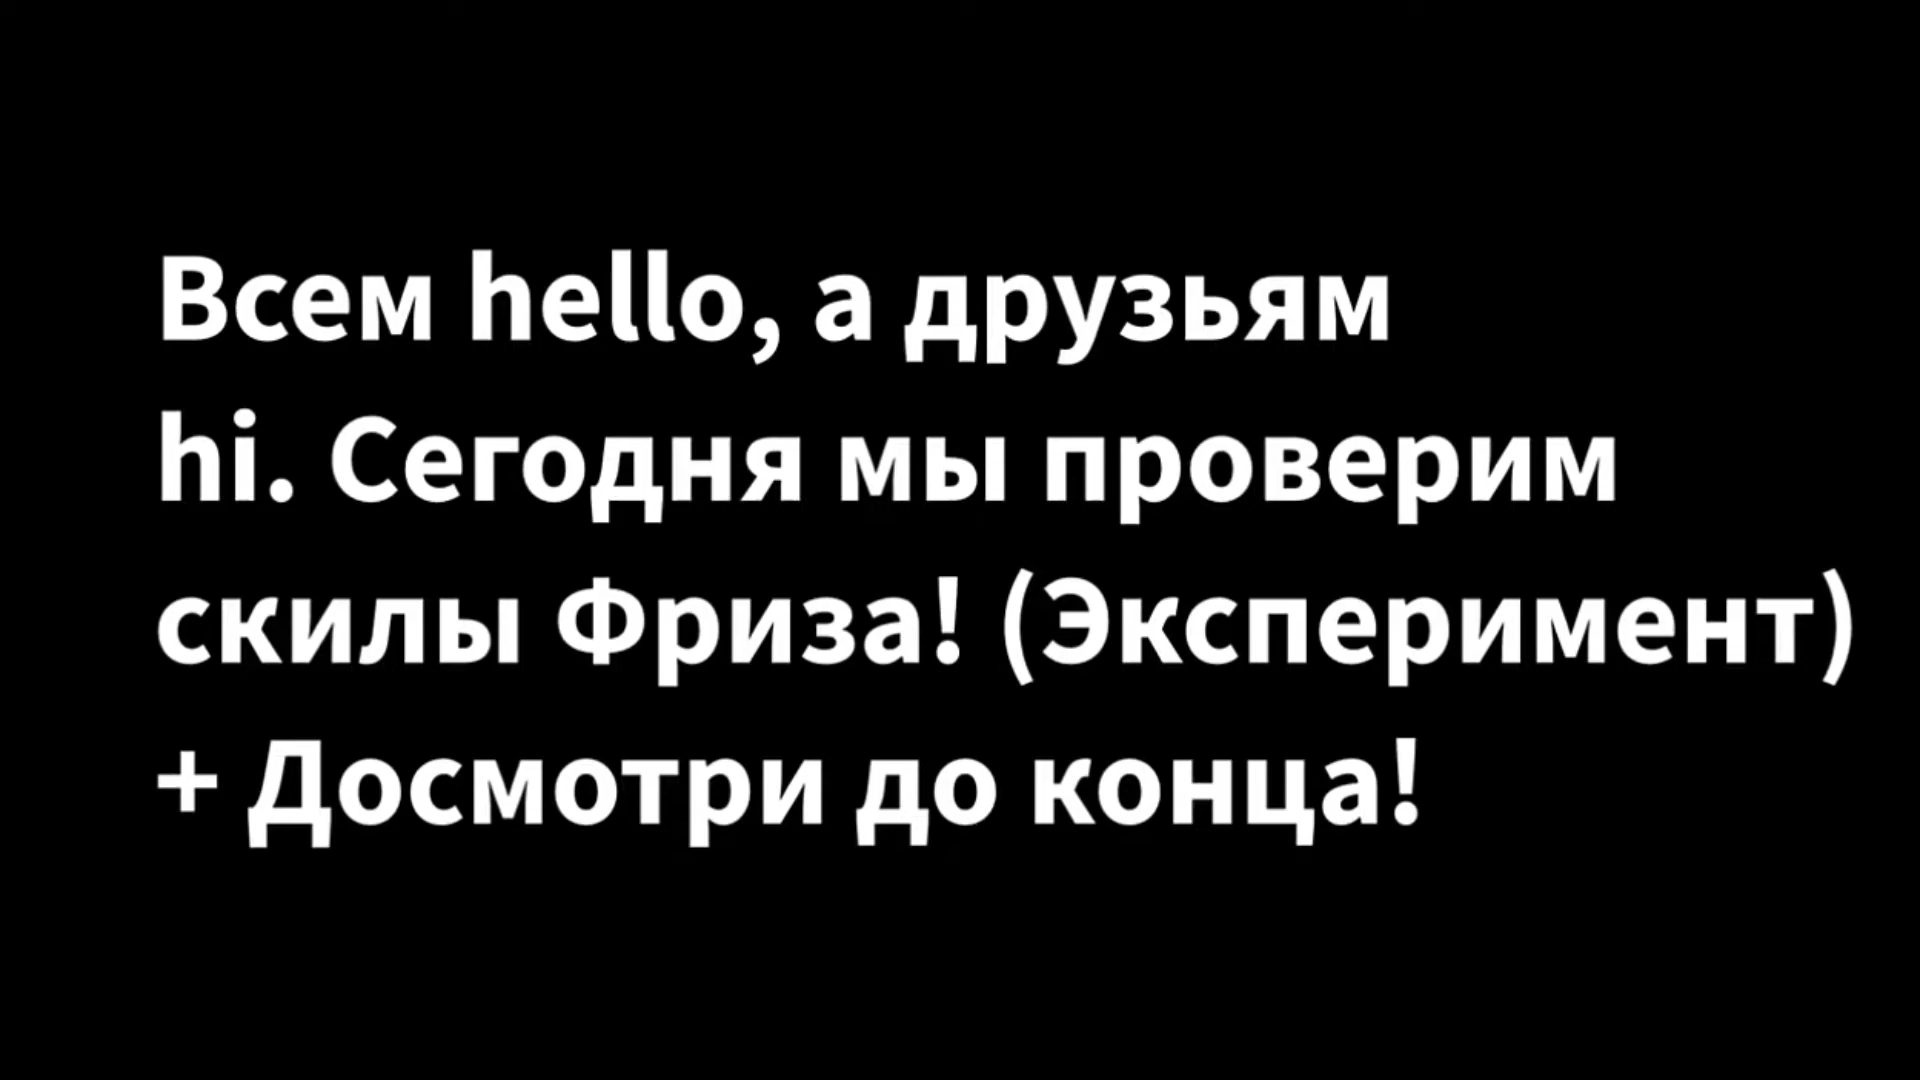 Всем hello, а друзьям
hi. Сегодня мы проверим
скилы Фриза! (Эксперимент)
+ Досмотри до конца!